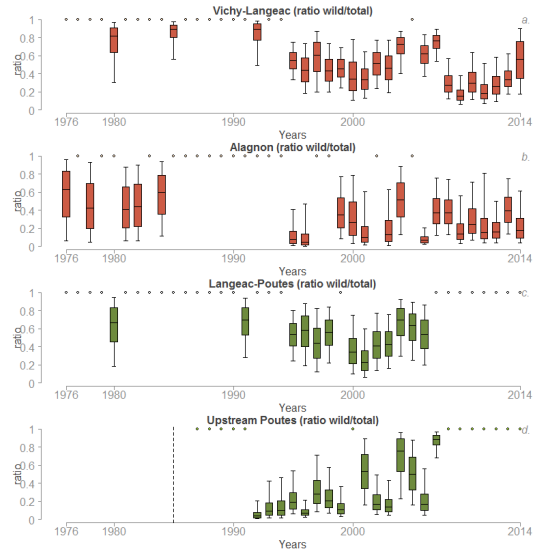 Vichy-Langeac (ratio wild/total)
a.
1
0.8
0.6
0.4
0.2
0
ratio
1976 1980 1990 2000 2014
Years
Alagnon (ratio wild/total)
b.
1
0.8
0.6
0.4
0.2
0
ratio
1976 1980 1990 2000 2014
Years
Langeac-Poutes (ratio wild/total)
c.
1
0.8
0.6
0.4
0.2
0
ratio
1976 1980 1990 2000 2014
Years
Upstream Poutes (ratio wild/total)
d.
1
0.8
0.6
0.4
0.2
0
ratio
1976 1980 1990 2000 2014
Years